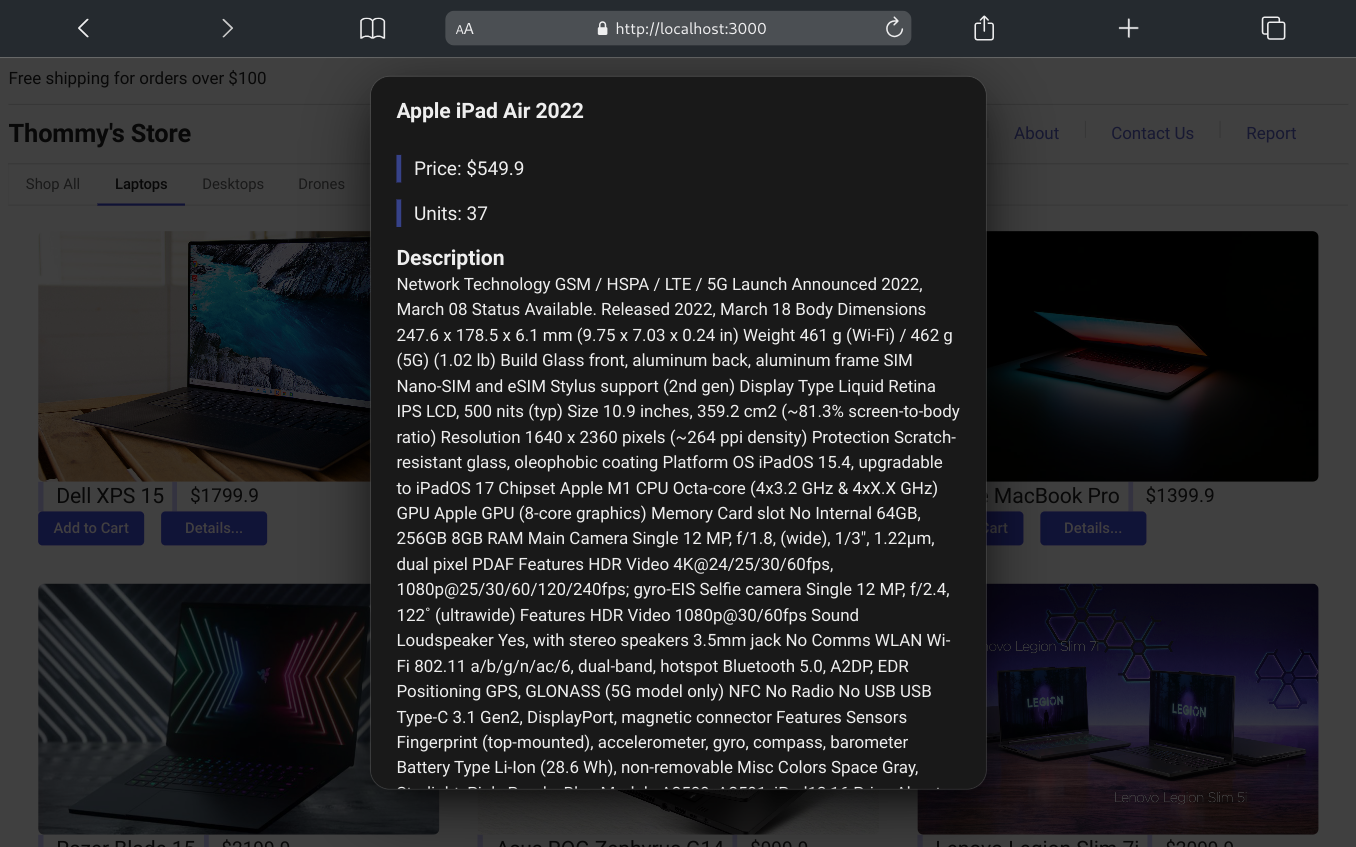 AA
http://localhost:3000
Free shipping for orders over $100
Thommy's Store
About
Contact Us
Report
Shop All
Laptops
Desktops
Drones
Apple iPad Air 2022
Price: $549.9
Units: 37
Description
Network Technology GSM / HSPA / LTE / 5G Launch Announced 2022,
March 08 Status Available. Released 2022, March 18 Body Dimensions
247.6 x 178.5 x 6.1 mm (9.75 x 7.03 x 0.24 in) Weight 461 g (Wi-Fi) / 462 g
(5G) (1.02 lb) Build Glass front, aluminum back, aluminum frame SIM
Nano-SIM and eSIM Stylus support (2nd gen) Display Type Liquid Retina
IPS LCD, 500 nits (typ) Size 10.9 inches, 359.2 cm2 (~81.3% screen-to-body
ratio) Resolution 1640 x 2360 pixels (~264 ppi density) Protection Scratch-
resistant glass, oleophobic coating Platform OS iPadOS 15.4, upgradable
to iPadOS 17 Chipset Apple M1 CPU Octa-core (4x3.2 GHz & 4xX.X GHz)
GPU Apple GPU (8-core graphics) Memory Card slot No Internal 64GB,
256GB 8GB RAM Main Camera Single 12 MP, f/1.8, (wide), 1/3", 1.22µm,
dual pixel PDAF Features HDR Video 4K@24/25/30/60fps,
1080p@25/30/60/120/240fps; gyro-EIS Selfie camera Single 12 MP, f/2.4,
122˚ (ultrawide) Features HDR Video 1080p@30/60fps Sound
Loudspeaker Yes, with stereo speakers 3.5mm jack No Comms WLAN Wi-
Fi 802.11 a/b/g/n/ac/6, dual-band, hotspot Bluetooth 5.0, A2DP, EDR
Positioning GPS, GLONASS (5G model only) NFC No Radio No USB USB
Type-C 3.1 Gen2, DisplayPort, magnetic connector Features Sensors
Fingerprint (top-mounted), accelerometer, gyro, compass, barometer
Battery Type Li-Ion (28.6 Wh), non-removable Misc Colors Space Gray,
Dell XPS 15
$1799.9
Add to Cart
Details...
MacBook Pro
$1399.9
Cart
Details...
Legion Slim 7i
LEGION
LEGION
Lenovo Legion Slim 5i
Razer Blade 15
$2199.9
Asus ROG Zephyrus G14
Lenovo Legion Slim 7i